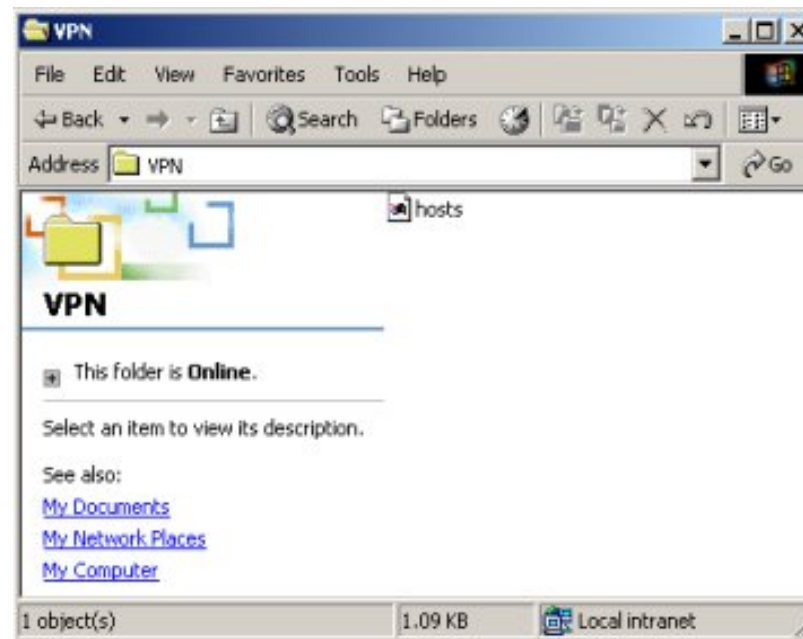 VPN
File Edit View Favorites Tools Help
Back Search Folders
Address VPN Go
hosts
VPN
This folder is Online.
Select an item to view its description.
See also:
My Documents
My Network Places
My Computer
1 object(s) 1.09 KB Local intranet